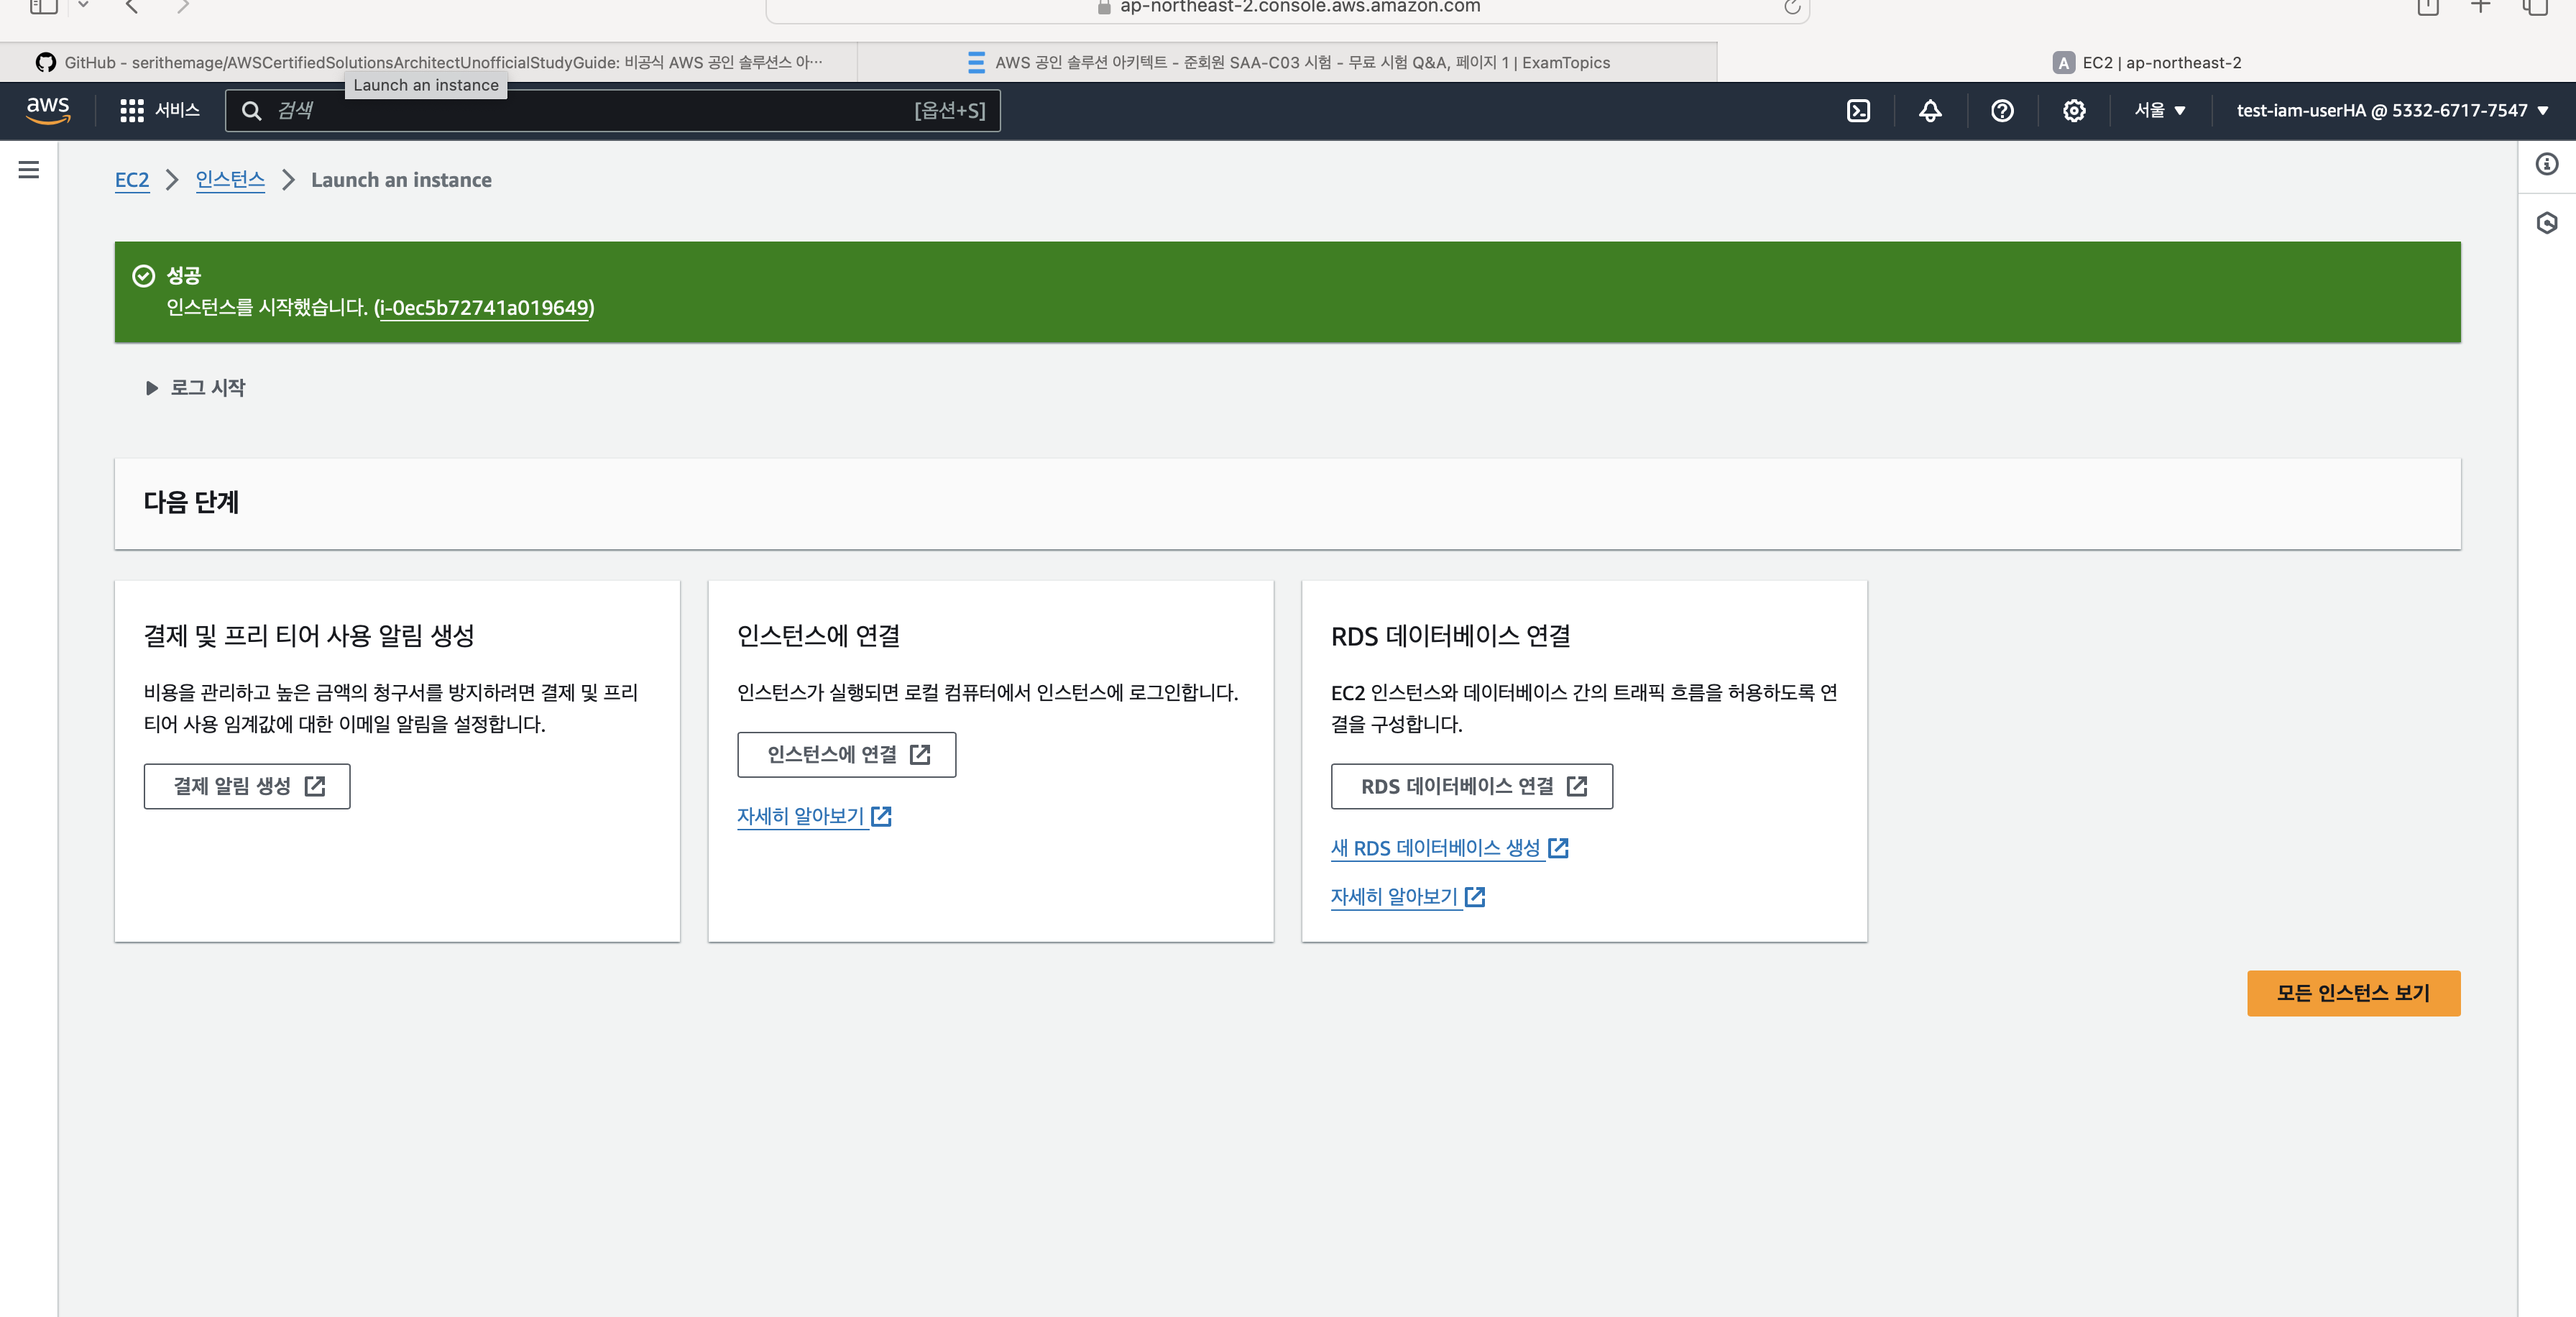 ap-northeast-2.console.aws.amazon.com
GitHub - serithemage/AWSCertifiedSolutionsArchitectUnofficialStudyGuide: 비공식 AWS 공인 솔루션스 아…
AWS 공인 솔루션 아키텍트 - 준회원 SAA-C03 시험 - 무료 시험 Q&A, 페이지 1 | ExamTopics
A EC2 | ap-northeast-2
Launch an instance
aws
서비스
검색
[옵션+S]
서울
test-iam-userHA @ 5332-6717-7547
EC2
인스턴스
Launch an instance
성공
인스턴스를 시작했습니다. (i-0ec5b72741a019649)
로그 시작
다음 단계
결제 및 프리 티어 사용 알림 생성
비용을 관리하고 높은 금액의 청구서를 방지하려면 결제 및 프리
티어 사용 임계값에 대한 이메일 알림을 설정합니다.
결제 알림 생성
인스턴스에 연결
인스턴스가 실행되면 로컬 컴퓨터에서 인스턴스에 로그인합니다.
인스턴스에 연결
자세히 알아보기
RDS 데이터베이스 연결
EC2 인스턴스와 데이터베이스 간의 트래픽 흐름을 허용하도록 연
결을 구성합니다.
RDS 데이터베이스 연결
새 RDS 데이터베이스 생성
자세히 알아보기
모든 인스턴스 보기